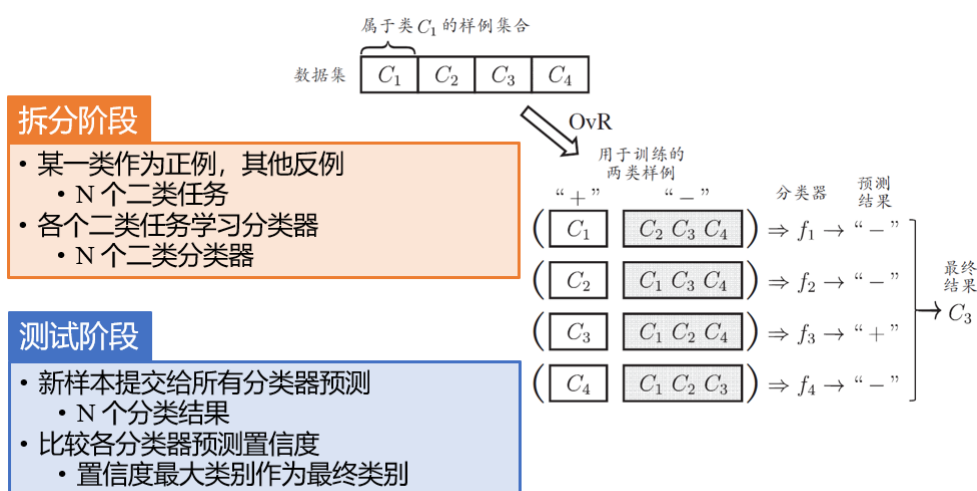 属于类 C₁ 的样例集合
数据集 C₁ C₂ C₃ C₄
OvR
拆分阶段
• 某一类作为正例，其他反例
• N 个二类任务
• 各个二类任务学习分类器
• N 个二类分类器
用于训练的
两类样例
“+” “−” 分类器 预测
结果
( C₁ C₂ C₃ C₄ ) ⇒ f₁ → “−”
( C₂ C₁ C₃ C₄ ) ⇒ f₂ → “−”
( C₃ C₁ C₂ C₄ ) ⇒ f₃ → “+”
( C₄ C₁ C₂ C₃ ) ⇒ f₄ → “−”
最终
结果
→ C₃
测试阶段
• 新样本提交给所有分类器预测
• N 个分类结果
• 比较各分类器预测置信度
• 置信度最大类别作为最终类别